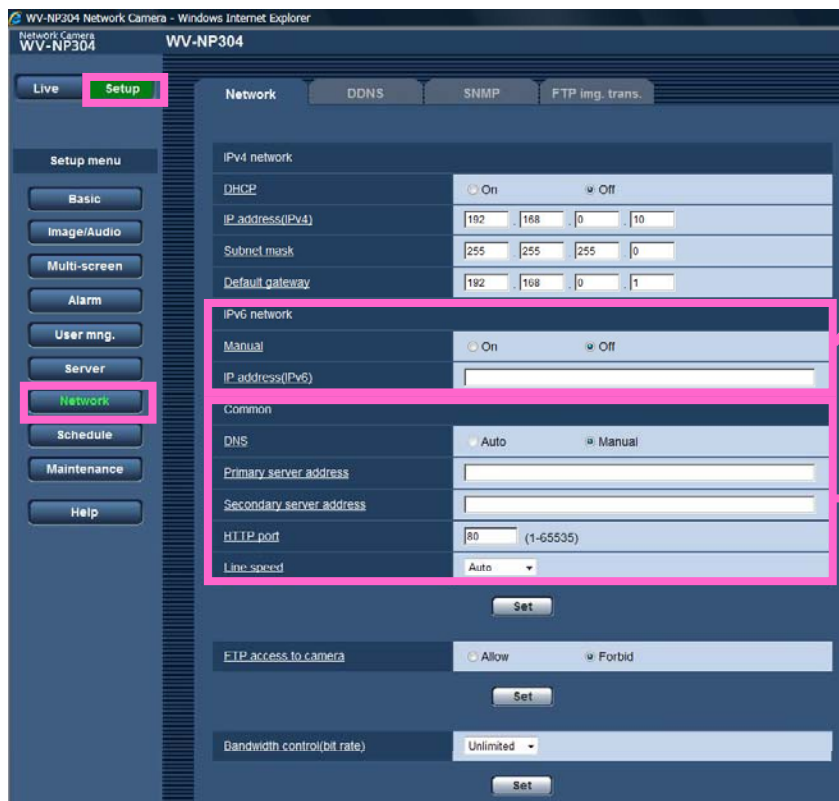 WV-NP304 Network Camera - Windows Internet Explorer
Network Camera
WV-NP304
WV-NP304
Live
Setup
Network
DDNS
SNMP
FTP img. trans.
Setup menu
Basic
Image/Audio
Multi-screen
Alarm
User mng.
Server
Network
Schedule
Maintenance
Help
IPv4 network
DHCP
On
Off
IP address(IPv4)
192 . 168 . 0 . 10
Subnet mask
255 . 255 . 255 . 0
Default gateway
192 . 168 . 0 . 1
IPv6 network
Manual
On
Off
IP address(IPv6)
Common
DNS
Auto
Manual
Primary server address
Secondary server address
HTTP port
80 (1-65535)
Line speed
Auto
Set
FTP access to camera
Allow
Forbid
Set
Bandwidth control(bit rate)
Unlimited
Set